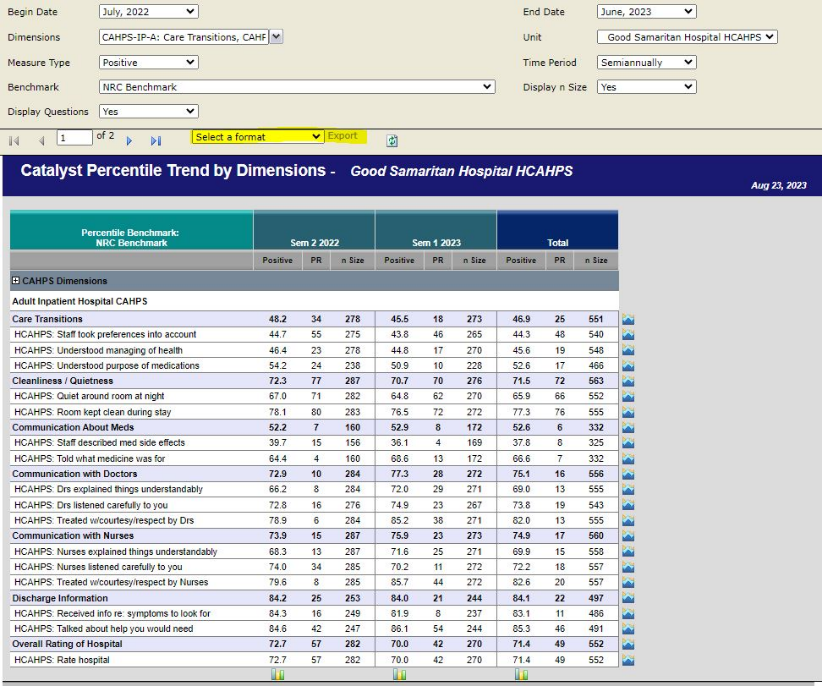 Begin Date July, 2022 End Date June, 2023
Dimensions CAHPS-IP-A: Care Transitions, CAHF Unit Good Samaritan Hospital HCAHPS
Measure Type Positive Time Period Semiannually
Benchmark NRC Benchmark Display n Size Yes
Display Questions Yes
1 of 2 Select a format Export
Catalyst Percentile Trend by Dimensions - Good Samaritan Hospital HCAHPS
Aug 23, 2023
Percentile Benchmark:
NRC Benchmark Sem 2 2022 Sem 1 2023 Total
Positive PR n Size Positive PR n Size Positive PR n Size
CAHPS Dimensions
Adult Inpatient Hospital CAHPS
Care Transitions 48.2 34 278 45.5 18 273 46.9 25 551
HCAHPS: Staff took preferences into account 44.7 55 275 43.8 46 265 44.3 48 540
HCAHPS: Understood managing of health 46.4 23 278 44.8 17 270 45.6 19 548
HCAHPS: Understood purpose of medications 54.2 24 238 50.9 10 228 52.6 17 466
Cleanliness / Quietness 72.3 77 287 70.7 70 276 71.5 72 563
HCAHPS: Quiet around room at night 67.0 71 282 64.8 62 270 65.9 66 552
HCAHPS: Room kept clean during stay 78.1 80 283 76.5 72 272 77.3 76 555
Communication About Meds 52.2 7 160 52.9 8 172 52.6 6 332
HCAHPS: Staff described med side effects 39.7 15 156 36.1 4 169 37.8 8 325
HCAHPS: Told what medicine was for 64.4 4 160 68.6 13 172 66.6 7 332
Communication with Doctors 72.9 10 284 77.3 28 272 75.1 16 556
HCAHPS: Drs explained things understandably 66.2 8 284 72.0 29 271 69.0 13 555
HCAHPS: Drs listened carefully to you 72.8 16 276 74.9 23 267 73.8 19 543
HCAHPS: Treated w/courtesy/respect by Drs 78.9 6 284 85.2 38 271 82.0 13 555
Communication with Nurses 73.9 15 287 75.9 23 273 74.9 17 560
HCAHPS: Nurses explained things understandably 68.3 13 287 71.6 25 271 69.9 15 558
HCAHPS: Nurses listened carefully to you 74.0 34 285 70.2 11 272 72.2 18 557
HCAHPS: Treated w/courtesy/respect by Nurses 79.6 8 285 85.7 44 272 82.6 20 557
Discharge Information 84.2 25 253 84.0 21 244 84.1 22 497
HCAHPS: Received info re: symptoms to look for 84.3 16 249 81.9 8 237 83.1 11 486
HCAHPS: Talked about help you would need 84.6 42 247 86.1 54 244 85.3 46 491
Overall Rating of Hospital 72.7 57 282 70.0 42 270 71.4 49 552
HCAHPS: Rate hospital 72.7 57 282 70.0 42 270 71.4 49 552